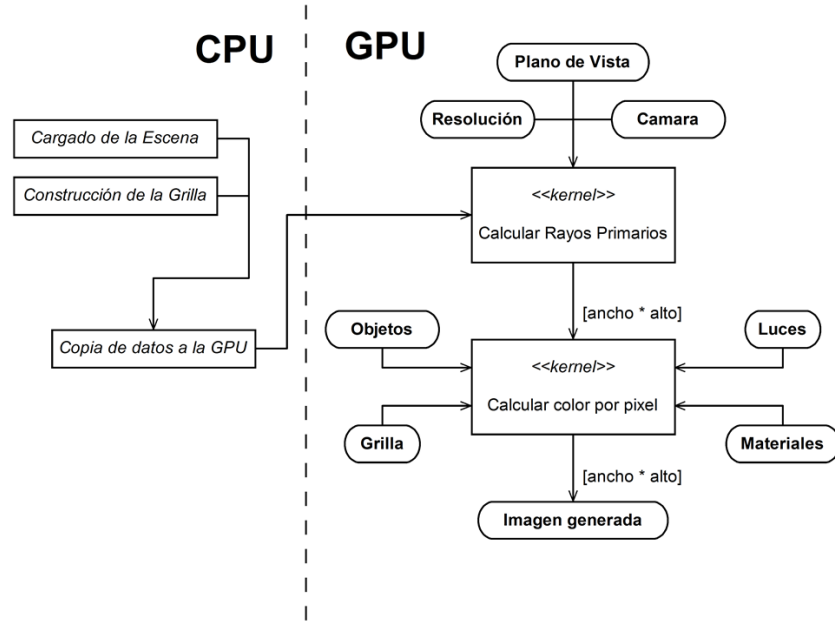 CPU
GPU
Plano de Vista
Resolución
Camara
Cargado de la Escena
Construcción de la Grilla
<<kernel>>
Calcular Rayos Primarios
[ancho * alto]
Copia de datos a la GPU
Objetos
Luces
<<kernel>>
Calcular color por pixel
Grilla
Materiales
[ancho * alto]
Imagen generada